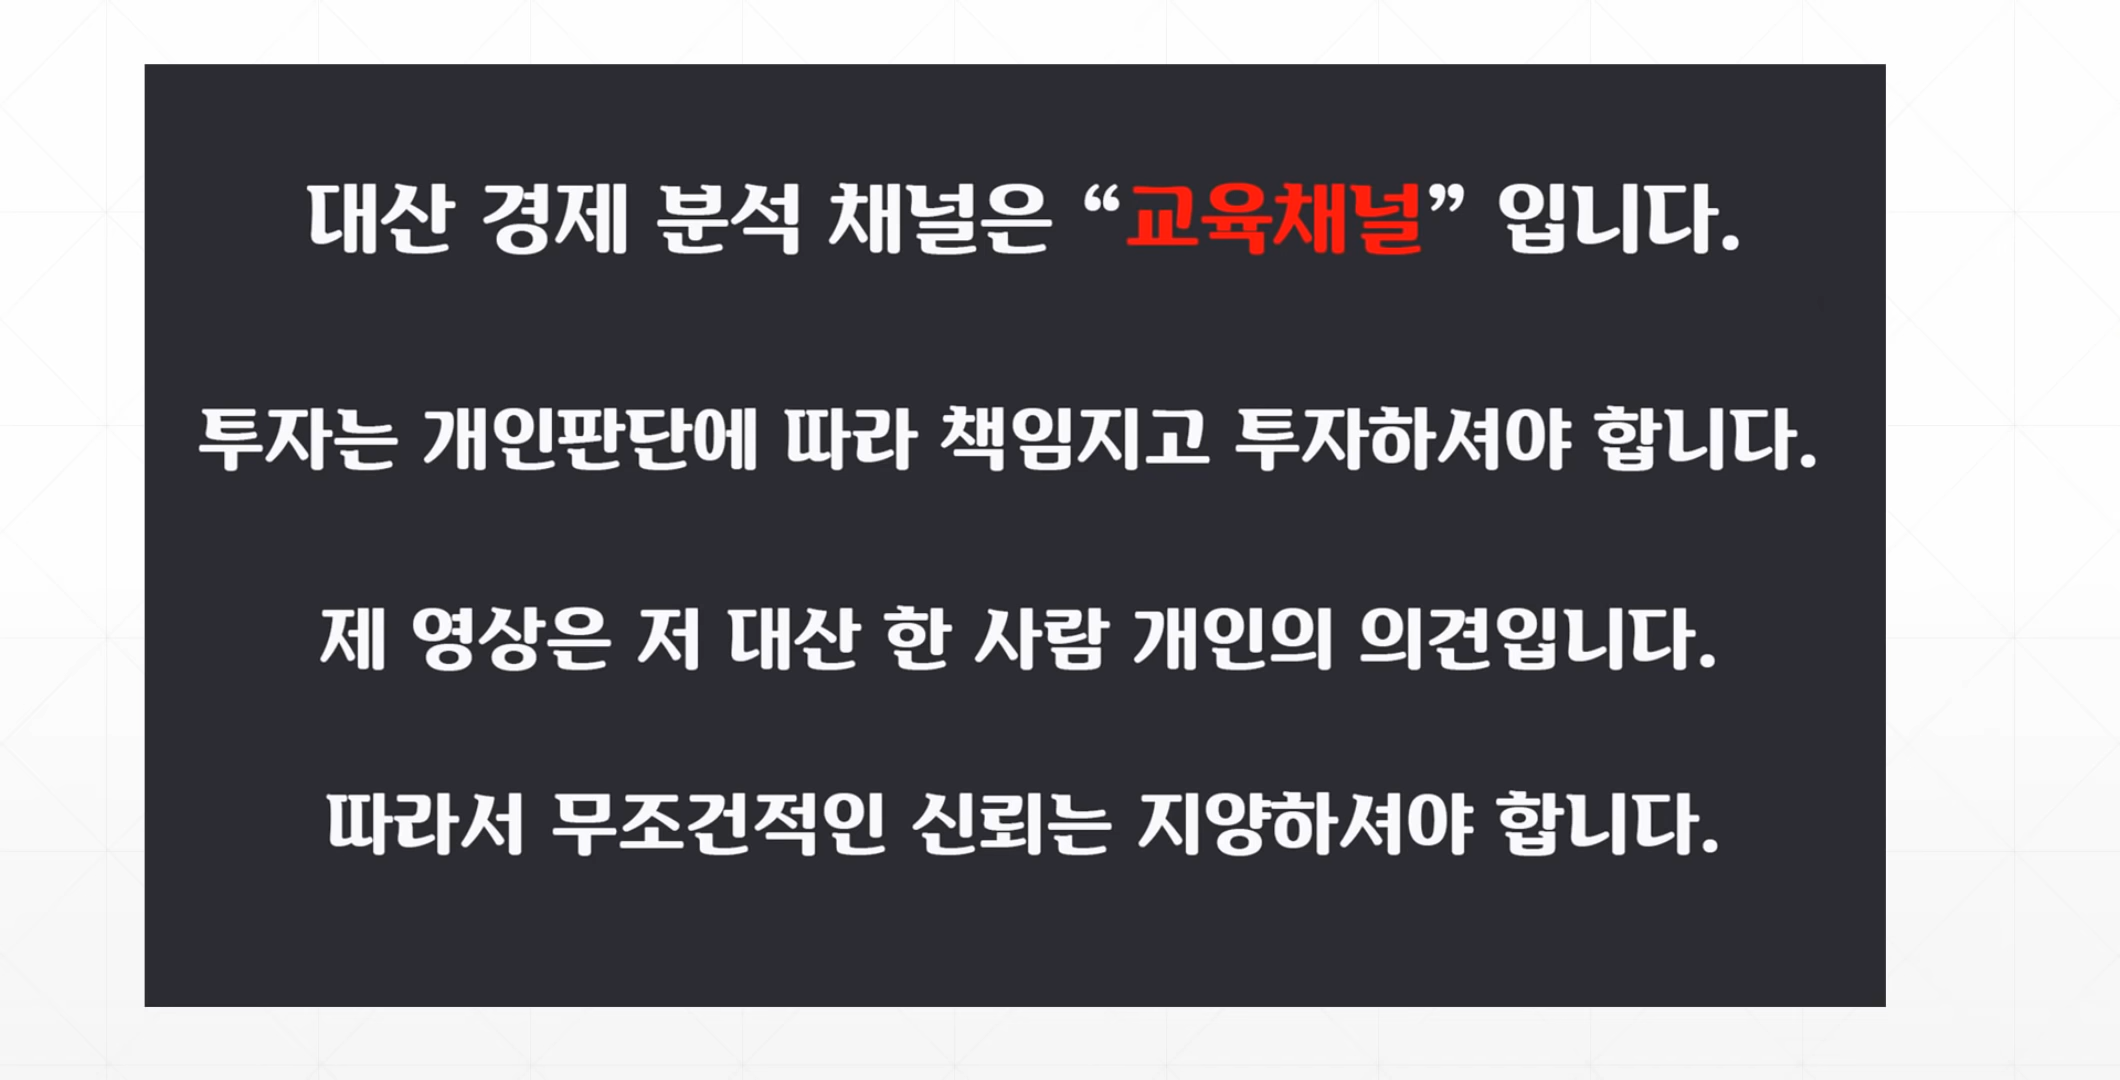 대산 경제 분석 채널은 “교육채널” 입니다.
투자는 개인판단에 따라 책임지고 투자하셔야 합니다.
제 영상은 저 대산 한 사람 개인의 의견입니다.
따라서 무조건적인 신뢰는 지양하셔야 합니다.